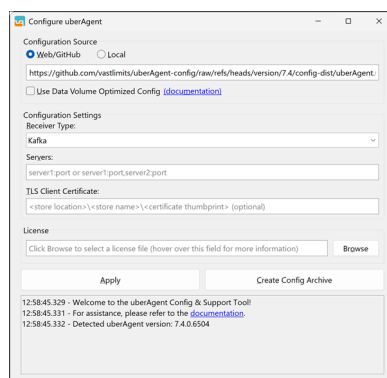 Configure uberAgent
Configuration Source
Web/GitHub Local
https://github.com/vastlimits/uberAgent-config/raw/refs/heads/version/7.4/config-dist/uberAgent.
Use Data Volume Optimized Config (documentation)
Configuration Settings
Receiver Type:
Kafka
Servers:
server1:port or server1:port,server2:port
TLS Client Certificate:
<store location>\<store name>\<certificate thumbprint> (optional)
License
Click Browse to select a license file (hover over this field for more information) Browse
Apply Create Config Archive
12:58:45.329 - Welcome to the uberAgent Config & Support Tool!
12:58:45.331 - For assistance, please refer to the documentation.
12:58:45.332 - Detected uberAgent version: 7.4.0.6504